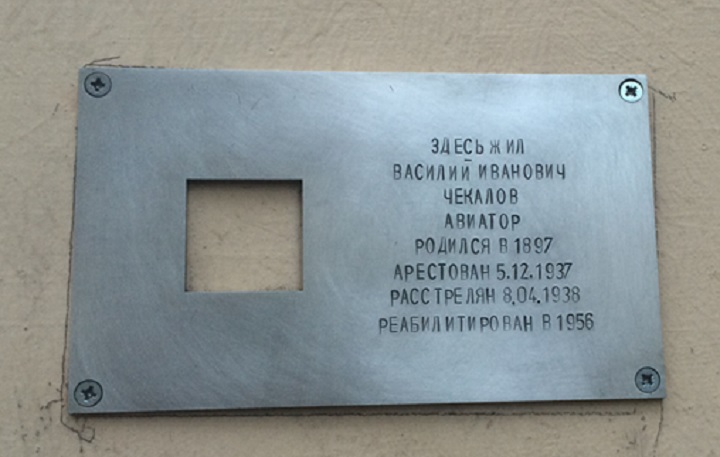 ЗДЕСЬ ЖИЛ
ВАСИЛИЙ ИВАНОВИЧ
ЧЕКАЛОВ
АВИАТОР
РОДИЛСЯ В 1897
АРЕСТОВАН 5.12.1937
РАССТРЕЛЯН 8.04.1938
РЕАБИЛИТИРОВАН В 1956